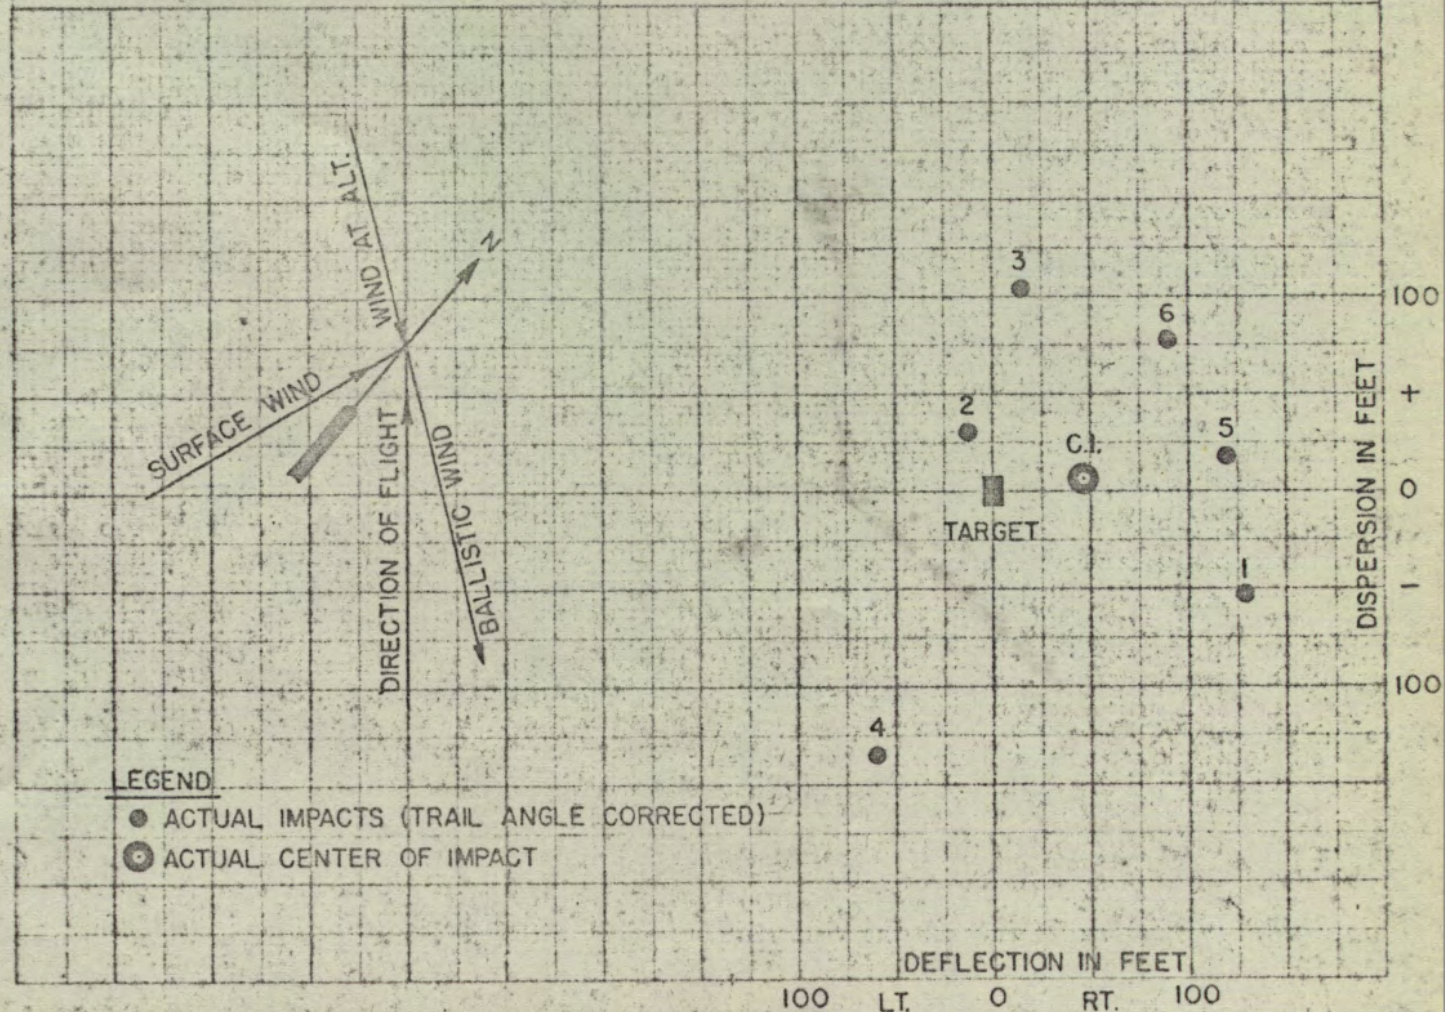 WIND AT ALT.
N
SURFACE WIND
DIRECTION OF FLIGHT
BALLISTIC WIND
3
6
2
C.I.
5
TARGET
1
4
100
+
0
-
100
DISPERSION IN FEET
LEGEND
ACTUAL IMPACTS (TRAIL ANGLE CORRECTED)
ACTUAL CENTER OF IMPACT
DEFLECTION IN FEET
100 LT. 0 RT. 100